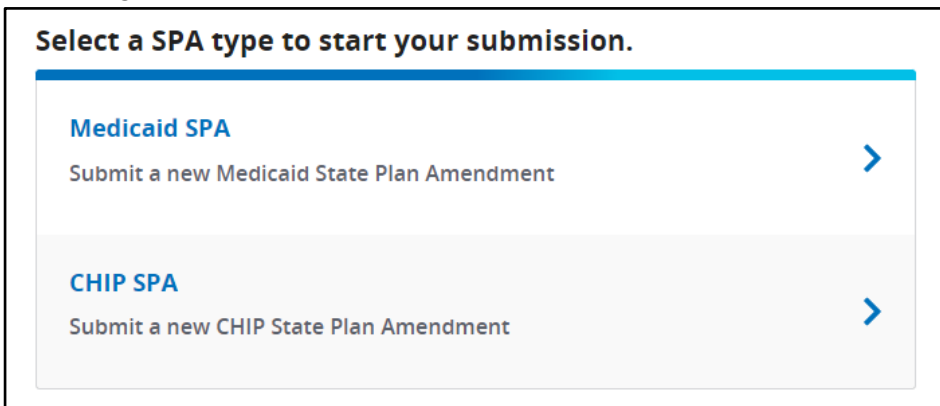 Select a SPA type to start your submission.
Medicaid SPA
Submit a new Medicaid State Plan Amendment
CHIP SPA
Submit a new CHIP State Plan Amendment